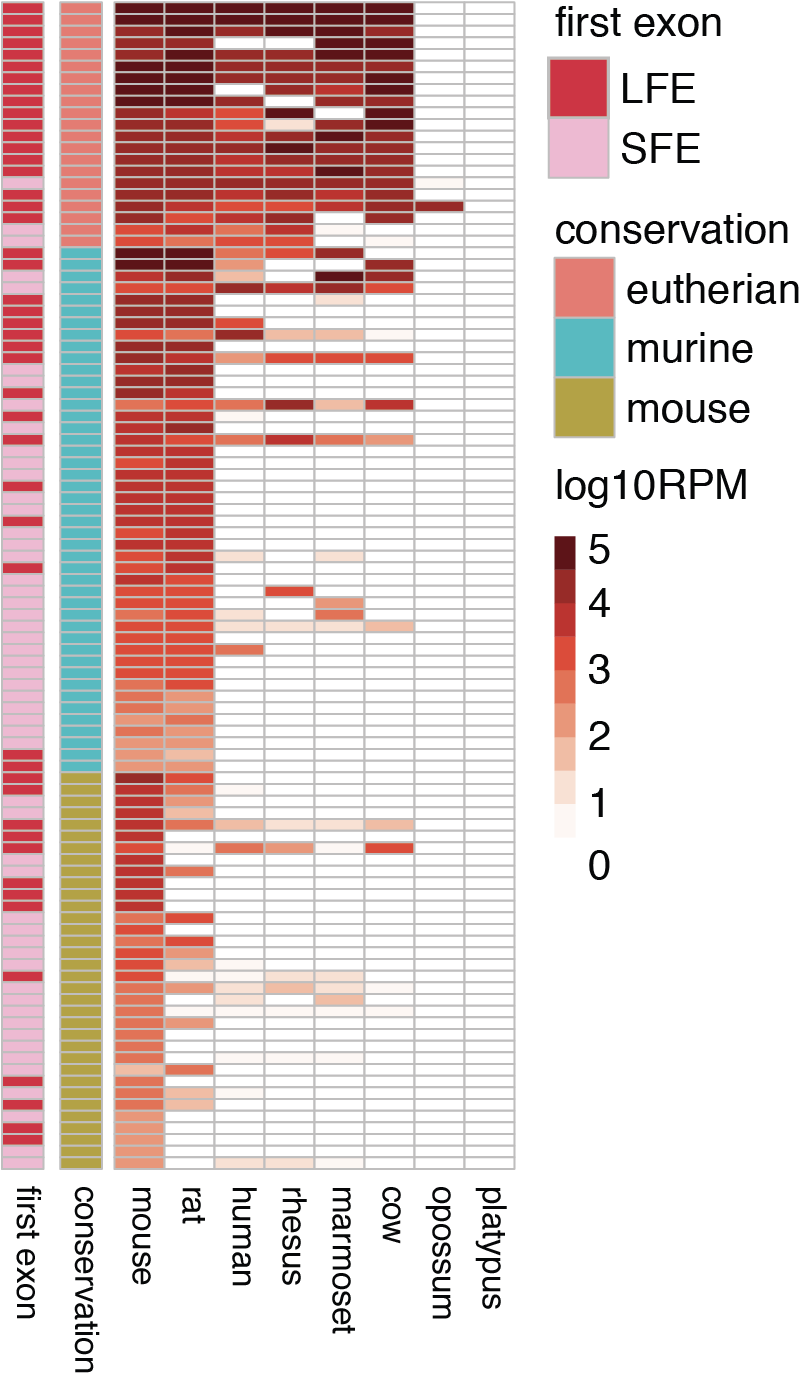 first exon
LFE
SFE
conservation
eutherian
murine
mouse
log10RPM
5
4
3
2
1
0
first exon
conservation
mouse
rat
human
rhesus
marmoset
cow
opossum
platypus